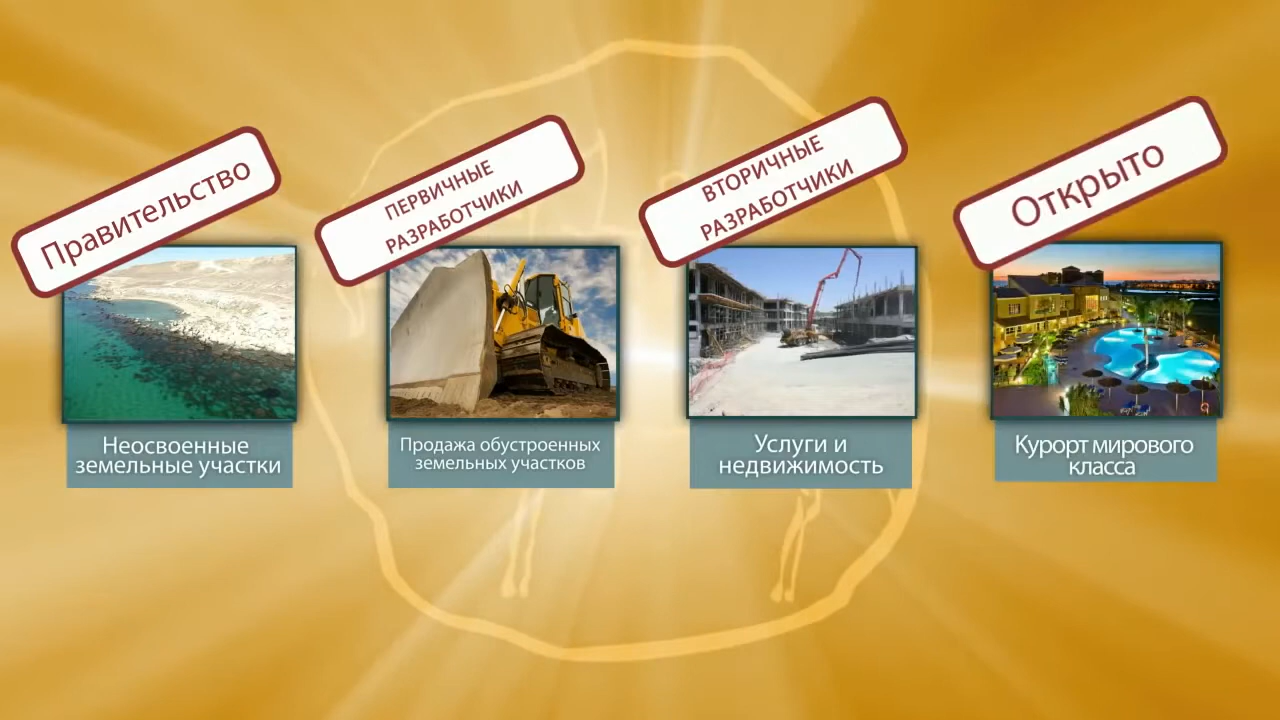 Правительство
Неосвоенные
земельные участки
ПЕРВИЧНЫЕ
РАЗРАБОТЧИКИ
Продажа обустроенных
земельных участков
ВТОРИЧНЫЕ
РАЗРАБОТЧИКИ
Услуги и
недвижимость
Открыто
Курорт мирового
класса